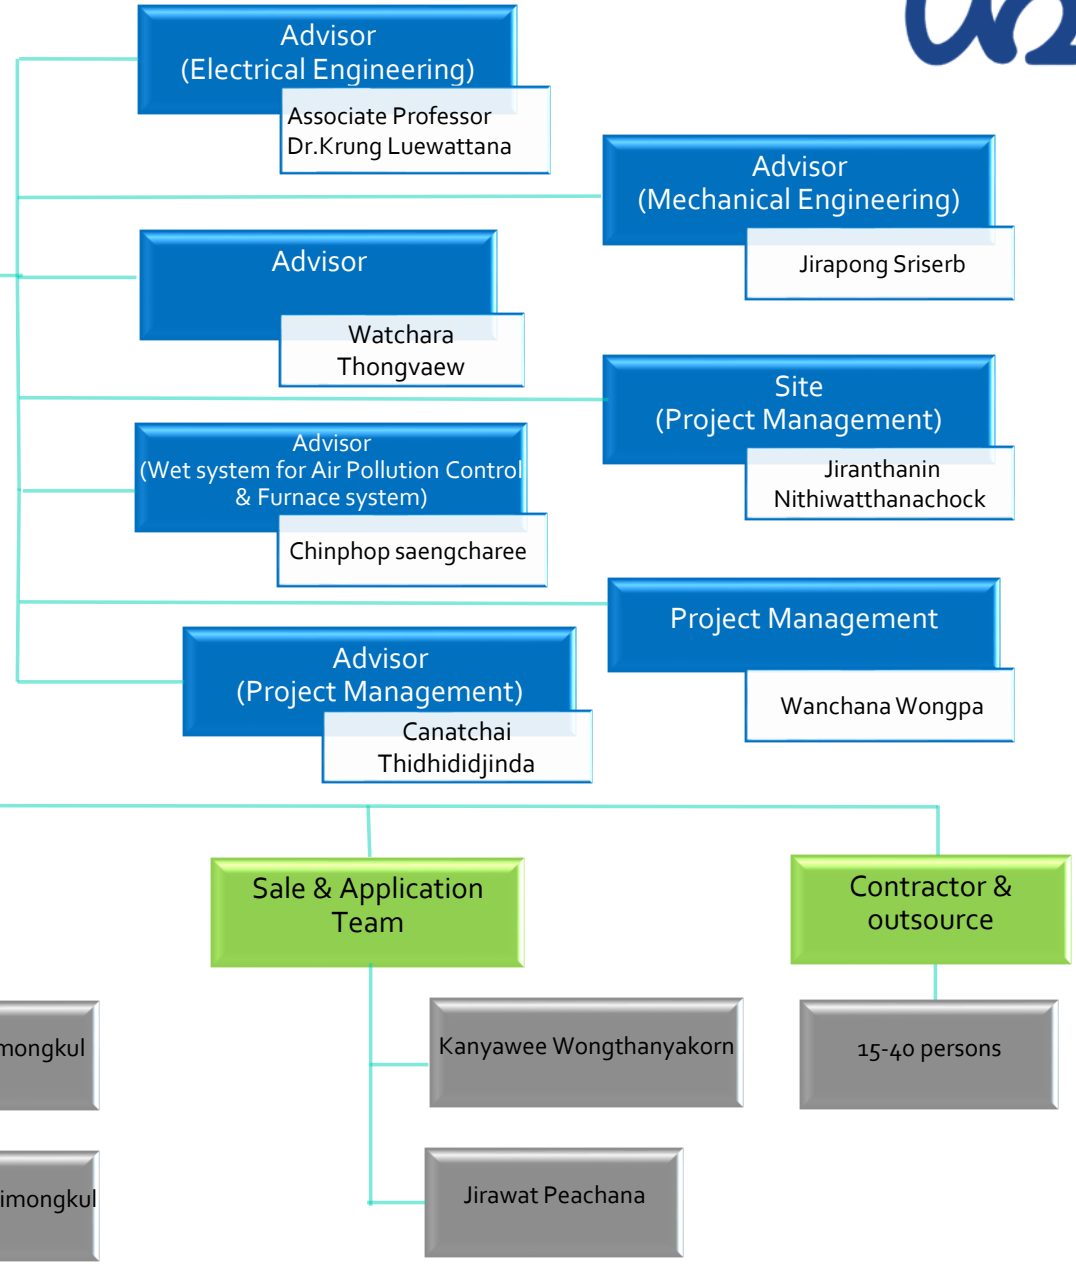 Advisor
(Electrical Engineering)
Associate Professor
Dr.Krung Luewattana
Advisor
(Mechanical Engineering)
Jirapong Sriserb
Advisor
Watchara
Thongvaew
Site
(Project Management)
Jiranthanin
Nithiwatthanachock
Advisor
(Wet system for Air Pollution Control
& Furnace system)
Chinphop saengcharee
Project Management
Wanchana Wongpa
Advisor
(Project Management)
Canatchai
Thidhididjinda
Sale & Application
Team
Contractor &
outsource
mongkul
Kanyawee Wongthanyakorn
15-40 persons
imongkul
Jirawat Peachana